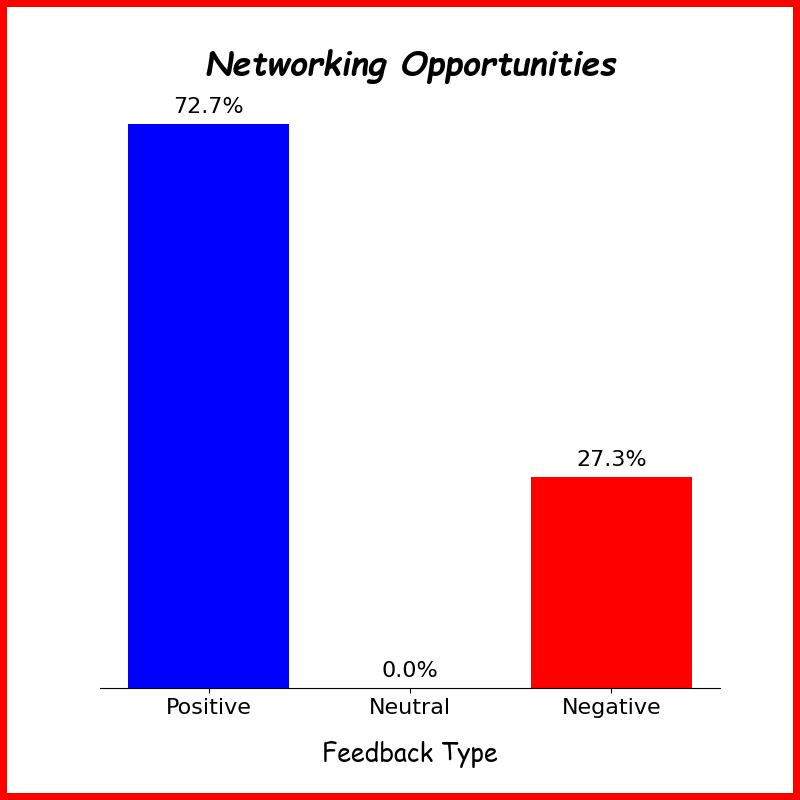 Networking Opportunities
72.7%
27.3%
0.0%
Positive Neutral Negative
Feedback Type